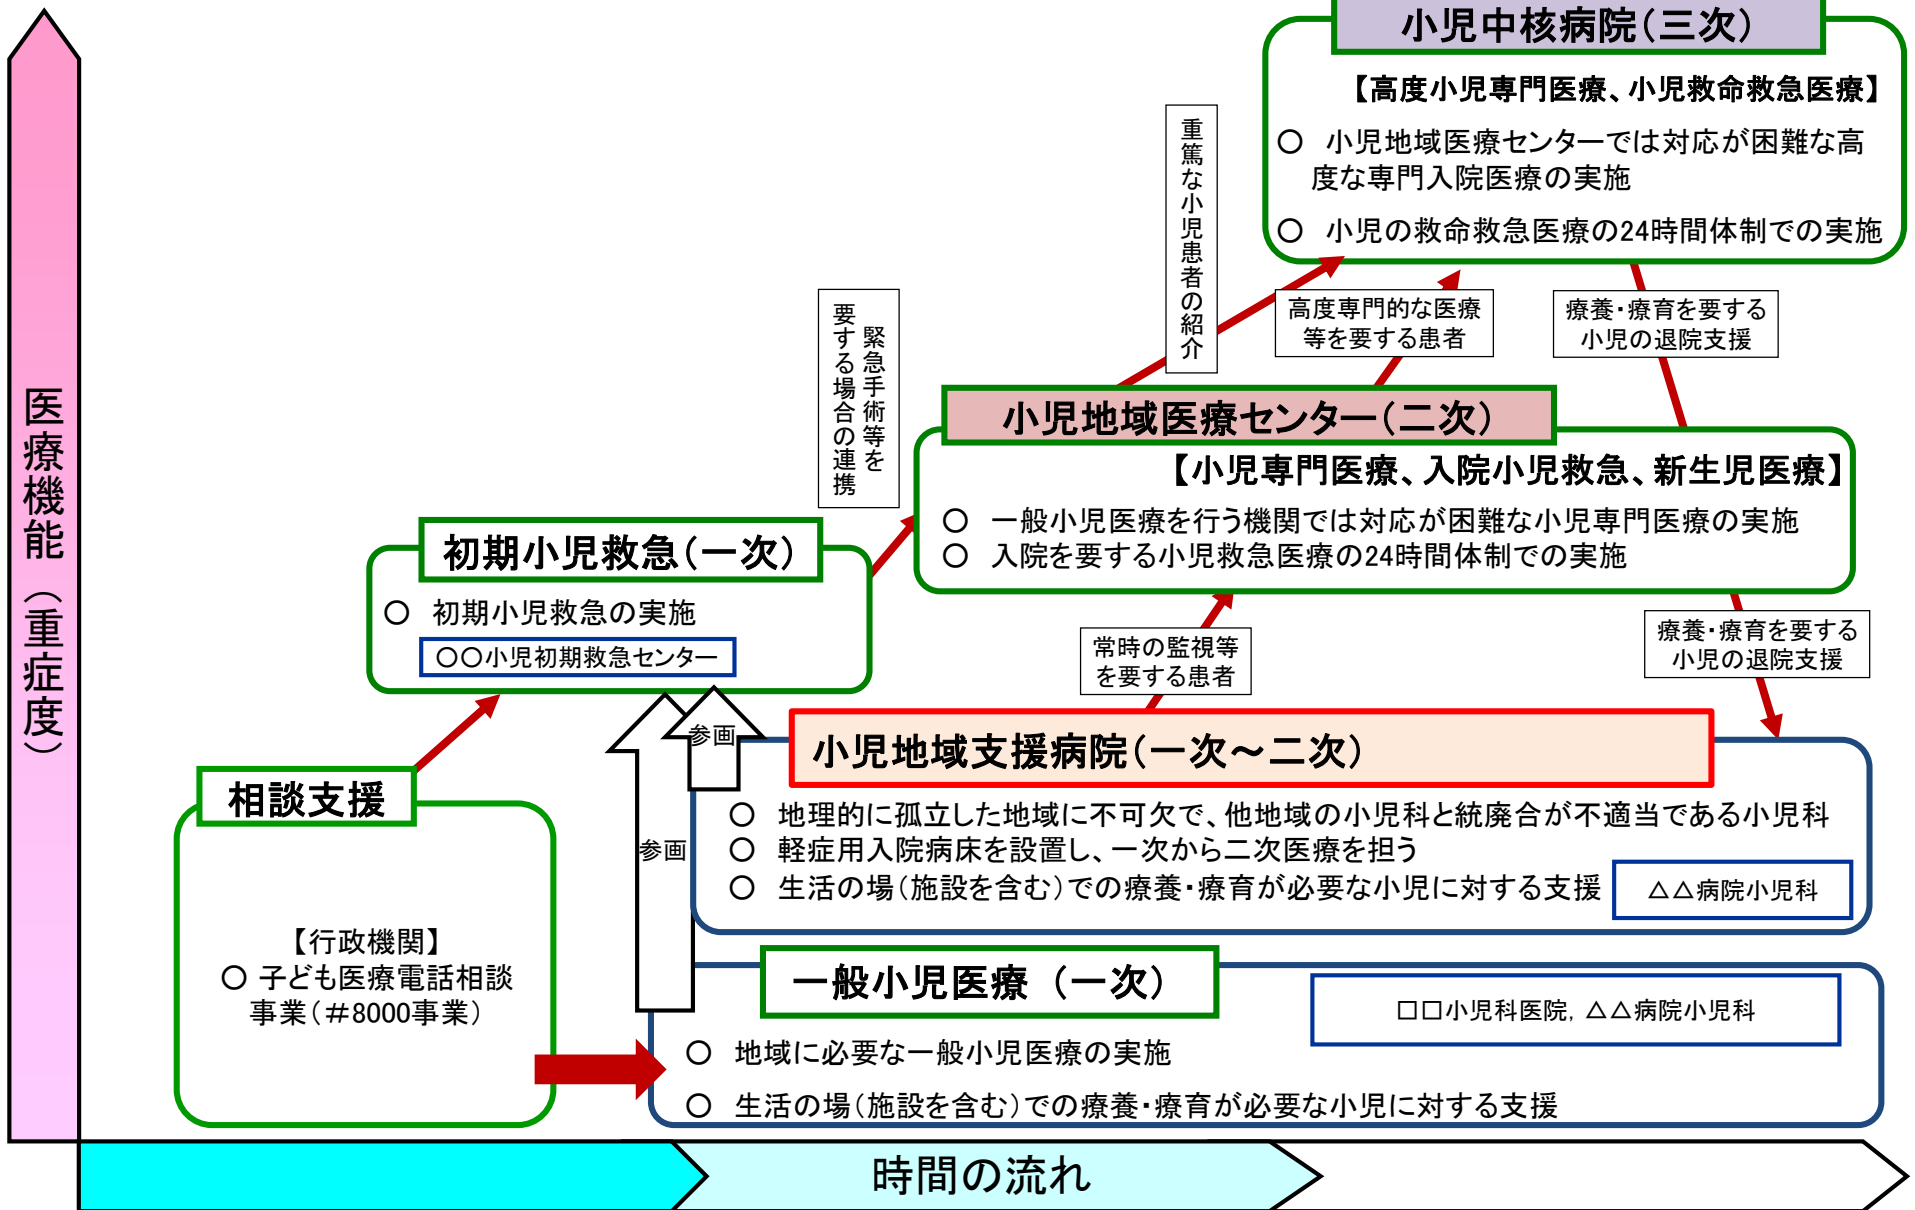 小児中核病院(三次)
【高度小児専門医療、小児救命救急医療】
○ 小児地域医療センターでは対応が困難な高
度な専門入院医療の実施
○ 小児の救命救急医療の24時間体制での実施
重篤な小児患者の紹介
高度専門的な医療
等を要する患者
療養・療育を要する
小児の退院支援
緊急手術等を
要する場合の連携
小児地域医療センター(二次)
【小児専門医療、入院小児救急、新生児医療】
○ 一般小児医療を行う機関では対応が困難な小児専門医療の実施
○ 入院を要する小児救急医療の24時間体制での実施
医療機能(重症度)
初期小児救急(一次)
○ 初期小児救急の実施
○○小児初期救急センター
常時の監視等
を要する患者
療養・療育を要する
小児の退院支援
参画
小児地域支援病院(一次~二次)
○ 地理的に孤立した地域に不可欠で、他地域の小児科と統廃合が不適当である小児科
○ 軽症用入院病床を設置し、一次から二次医療を担う
○ 生活の場(施設を含む)での療養・療育が必要な小児に対する支援
△△病院小児科
参画
相談支援
【行政機関】
○ 子ども医療電話相談
事業(#8000事業)
一般小児医療 (一次)
□□小児科医院, △△病院小児科
○ 地域に必要な一般小児医療の実施
○ 生活の場(施設を含む)での療養・療育が必要な小児に対する支援
時間の流れ